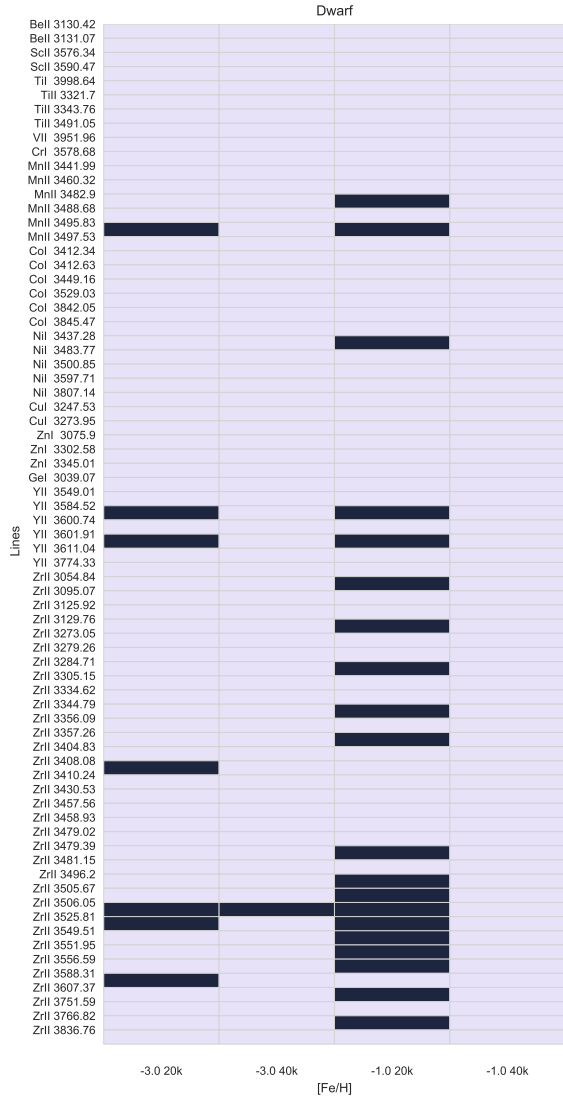 Dwarf
BeII 3130.42
BeII 3131.07
ScII 3576.34
ScII 3590.47
TiI 3998.64
TiII 3321.7
TiII 3343.76
TiII 3491.05
VII 3951.96
CrI 3578.68
MnII 3441.99
MnII 3460.32
MnII 3482.9
MnII 3488.68
MnII 3495.83
MnII 3497.53
CoI 3412.34
CoI 3412.63
CoI 3449.16
CoI 3529.03
CoI 3842.05
CoI 3845.47
NiI 3437.28
NiI 3483.77
NiI 3500.85
NiI 3597.71
NiI 3807.14
CuI 3247.53
CuI 3273.95
ZnI 3075.9
ZnI 3302.58
ZnI 3345.01
GeI 3039.07
YII 3549.01
YII 3584.52
YII 3600.74
YII 3601.91
YII 3611.04
YII 3774.33
ZrII 3054.84
ZrII 3095.07
ZrII 3125.92
ZrII 3129.76
ZrII 3273.05
ZrII 3279.26
ZrII 3284.71
ZrII 3305.15
ZrII 3334.62
ZrII 3344.79
ZrII 3356.09
ZrII 3357.26
ZrII 3404.83
ZrII 3408.08
ZrII 3410.24
ZrII 3430.53
ZrII 3457.56
ZrII 3458.93
ZrII 3479.02
ZrII 3479.39
ZrII 3481.15
ZrII 3496.2
ZrII 3505.67
ZrII 3506.05
ZrII 3525.81
ZrII 3549.51
ZrII 3551.95
ZrII 3556.59
ZrII 3588.31
ZrII 3607.37
ZrII 3751.59
ZrII 3766.82
ZrII 3836.76
Lines
-3.0 20k -3.0 40k -1.0 20k -1.0 40k
[Fe/H]